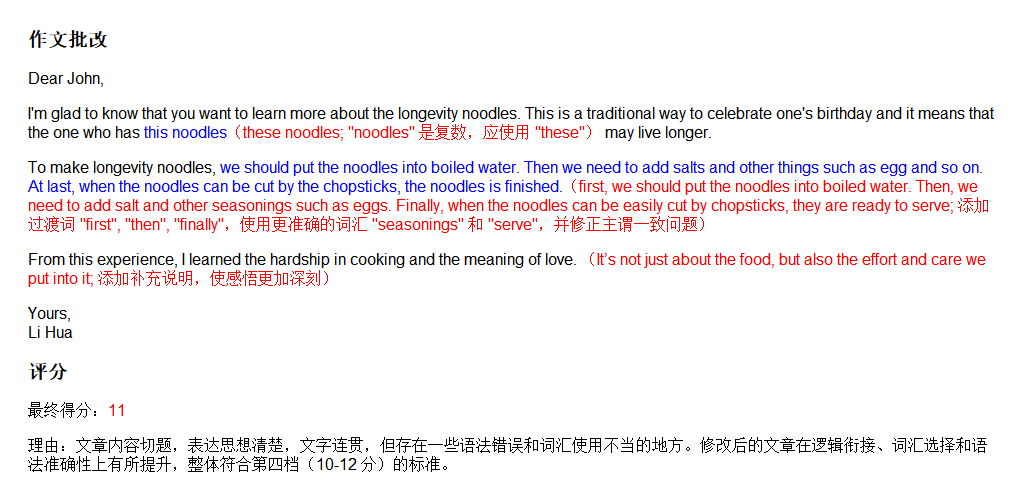 作文批改
Dear John,
I'm glad to know that you want to learn more about the longevity noodles. This is a traditional way to celebrate one's birthday and it means that
the one who has this noodles（these noodles; "noodles" 是复数，应使用 "these"） may live longer.
To make longevity noodles, we should put the noodles into boiled water. Then we need to add salts and other things such as egg and so on.
At last, when the noodles can be cut by the chopsticks, the noodles is finished.（first, we should put the noodles into boiled water. Then, we
need to add salt and other seasonings such as eggs. Finally, when the noodles can be easily cut by chopsticks, they are ready to serve; 添加
过渡词 "first", "then", "finally"，使用更准确的词汇 "seasonings" 和 "serve"，并修正主谓一致问题）
From this experience, I learned the hardship in cooking and the meaning of love. （It’s not just about the food, but also the effort and care we
put into it; 添加补充说明，使感悟更加深刻）
Yours,
Li Hua
评分
最终得分：11
理由：文章内容切题，表达思想清楚，文字连贯，但存在一些语法错误和词汇使用不当的地方。修改后的文章在逻辑衔接、词汇选择和语
法准确性上有所提升，整体符合第四档（10-12 分）的标准。